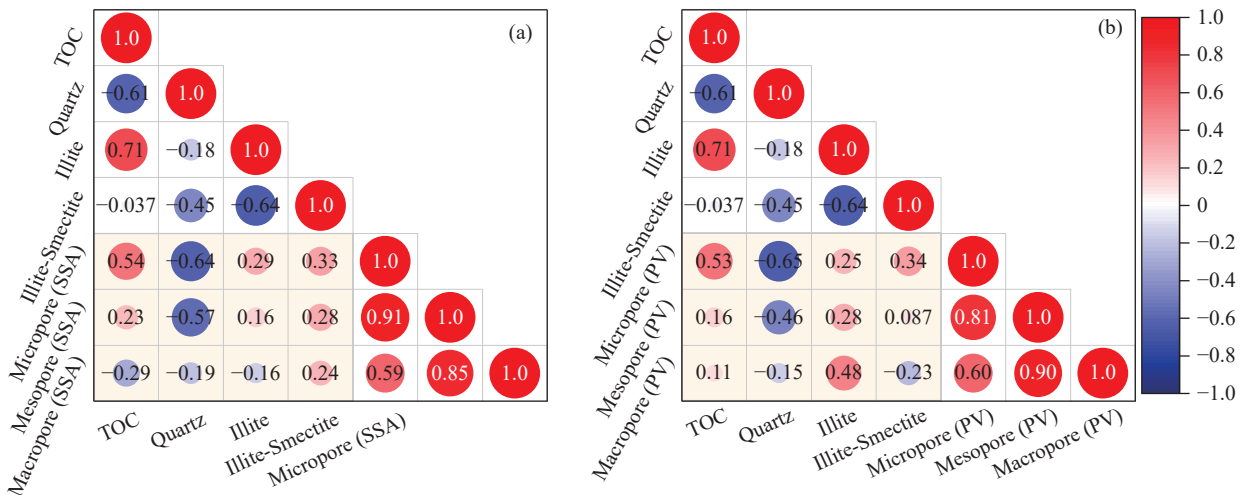 (a)
TOC
1.0
Quartz
−0.61
1.0
Illite
0.71
−0.18
1.0
Illite-Smectite
−0.037
−0.45
−0.64
1.0
Micropore (SSA)
0.54
−0.64
0.29
0.33
1.0
Mesopore (SSA)
0.23
−0.57
0.16
0.28
0.91
1.0
Macropore (SSA)
−0.29
−0.19
−0.16
0.24
0.59
0.85
1.0
TOC
Quartz
Illite
Illite-Smectite
Micropore (SSA)
(b)
TOC
1.0
Quartz
−0.61
1.0
Illite
0.71
−0.18
1.0
Illite-Smectite
−0.037
−0.45
−0.64
1.0
Micropore (PV)
0.53
−0.65
0.25
0.34
1.0
Mesopore (PV)
0.16
−0.46
0.28
0.087
0.81
1.0
Macropore (PV)
0.11
−0.15
0.48
−0.23
0.60
0.90
1.0
TOC
Quartz
Illite
Illite-Smectite
Micropore (PV)
Mesopore (PV)
Macropore (PV)
1.0
0.8
0.6
0.4
0.2
0
−0.2
−0.4
−0.6
−0.8
−1.0